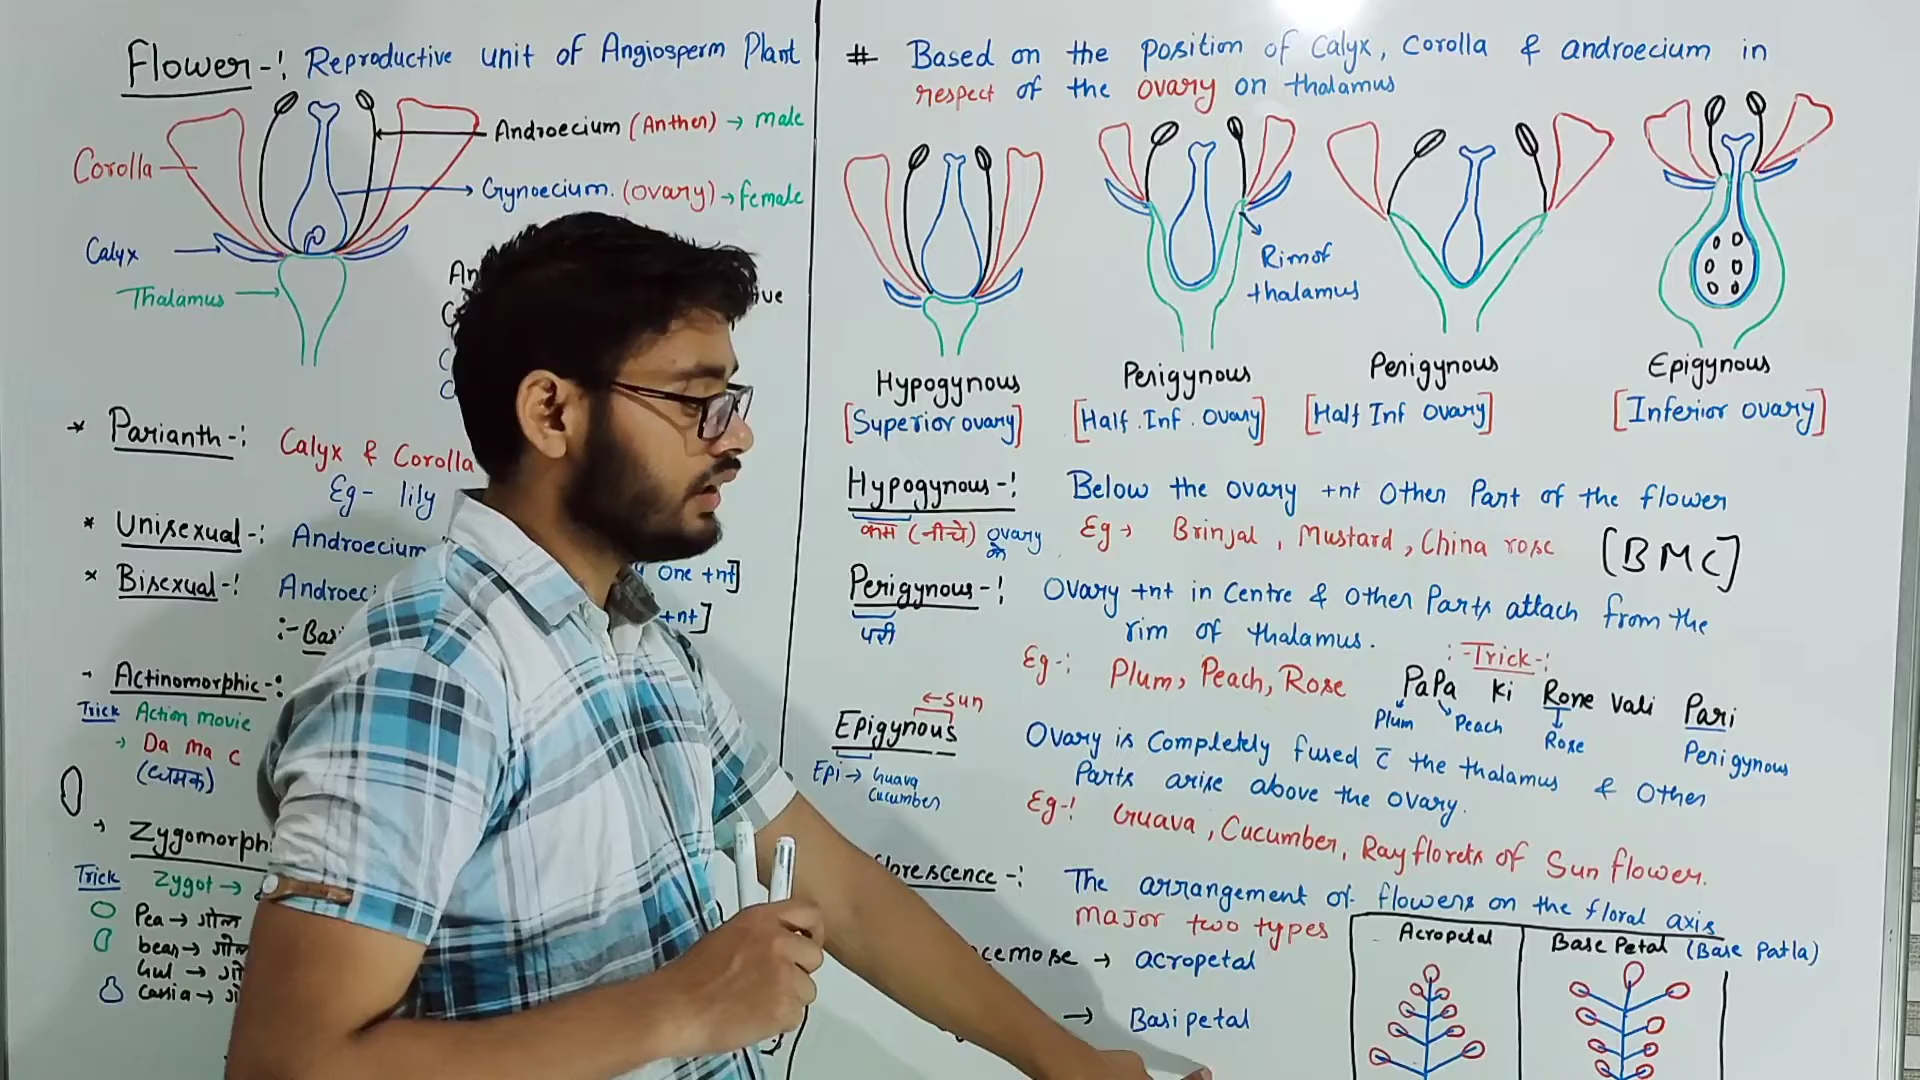 Flower-: Reproductive unit of Angiosperm Plant
Androecium (Anther) → male
Corolla
Gynoecium. (ovary) → female
Calyx
Thalamus
* Parianth-: Calyx & Corolla
Eg- lily
* Unisexual-: Androecium
one +nt]
* Bisexual-:
+nt]
- Actinomorphic-:
Trick Action movie
→ Da ma c
(धमक)
→ Zygomorph
Trick Zygot →
Pea → गोल
bean →
Gul →
Cassia →
# Based on the position of Calyx, Corolla & androecium in
respect of the ovary on thalamus
Rim of
thalamus
Hypogynous
Perigynous
Perigynous
Epigynous
[Superior ovary]
[Half. Inf. Ovary]
[Half Inf Ovary]
[Inferior ovary]
Hypogynous-: Below the ovary +nt Other Part of the flower
कम (नीचे) ovary के
Eg → Brinjal, Mustard, China rose [BMC]
Perigynous-: Ovary +nt in Centre & other Parts attach from the
परी
rim of thalamus.
Eg-: Plum, Peach, Rose
:-Trick-:
PaPa ki Rone vali Pari
Plum Peach Rose Perigynous
← Sun
Epigynous
Epi → Guava
Cucumber
Ovary is Completely fused c̄ the thalamus & Other
Parts arise above the ovary.
Eg-: Guava, Cucumber, Ray florets of Sun flower.
lorescence-: The arrangement of flowers on the floral axis
major two types
cemose → acropetal
→ Basipetal
Acropetal
Base Petal (Base Patla)